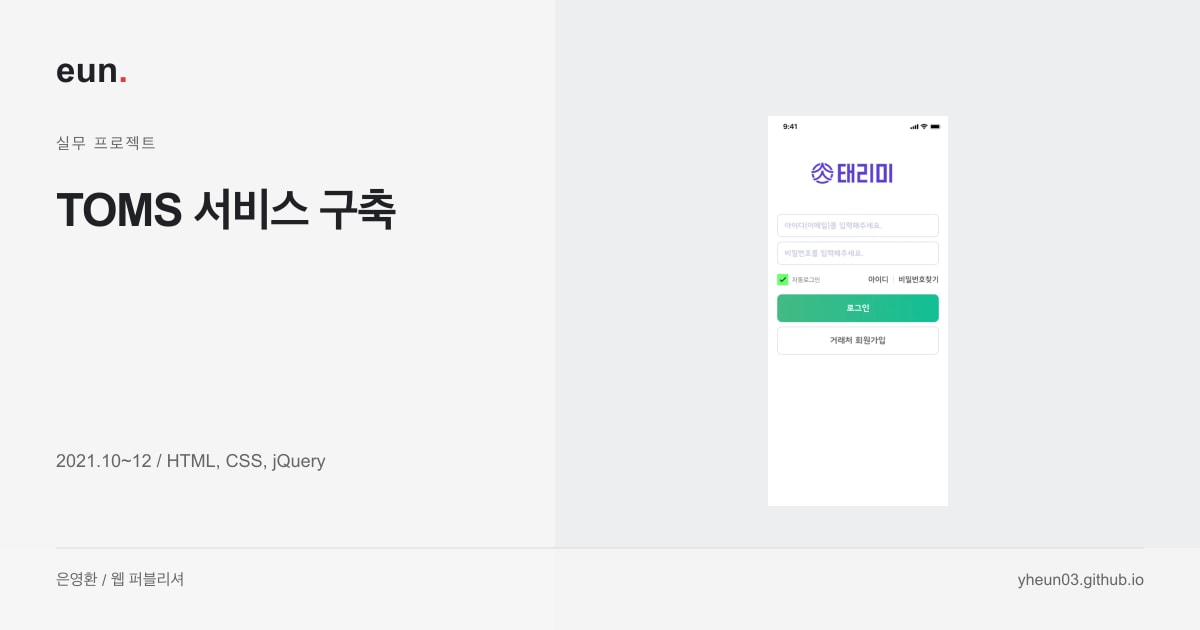 eun.
실무 프로젝트
TOMS 서비스 구축
2021.10~12 / HTML, CSS, jQuery
9:41
태리미
아이디(이메일)를 입력해주세요.
비밀번호를 입력해주세요.
자동로그인
아이디 | 비밀번호찾기
로그인
거래처 회원가입
은영환 / 웹 퍼블리셔
yheun03.github.io